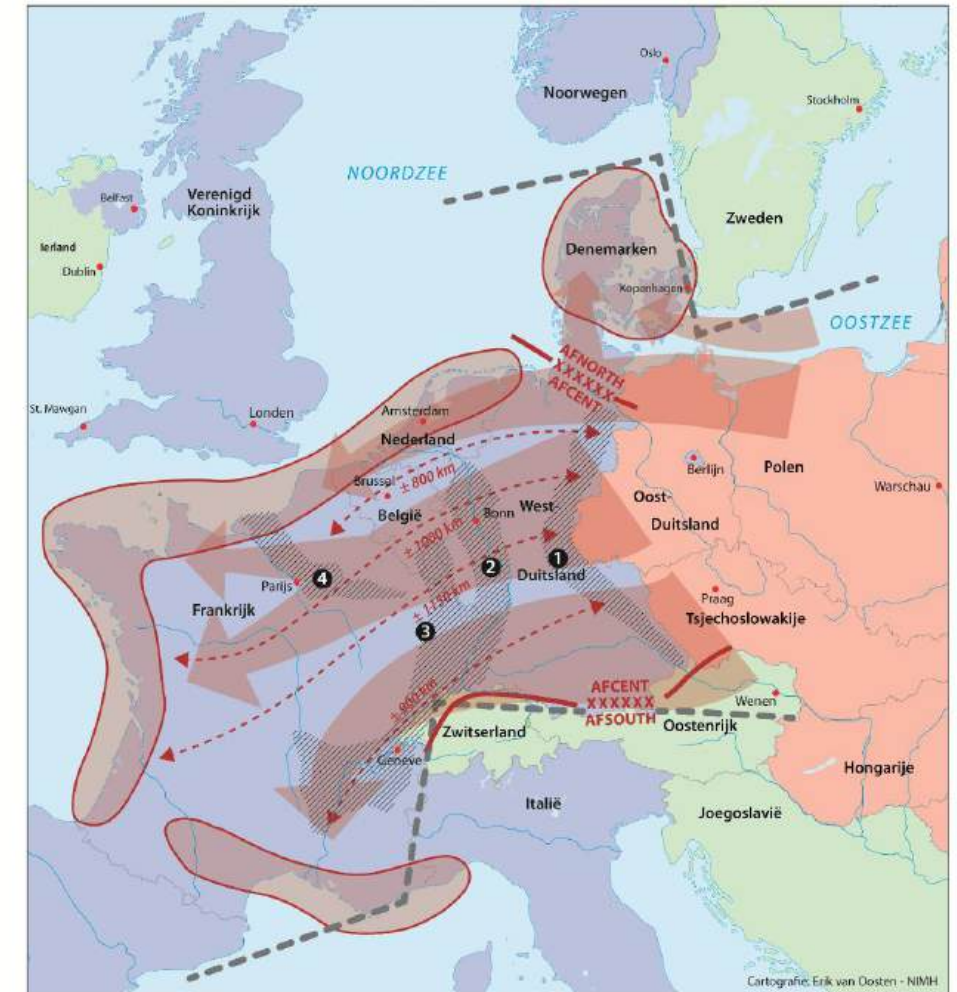 Oslo
Noorwegen
Stockholm
NOORDZEE
Belfast
Verenigd
Koninkrijk
Zweden
Ierland
Denemarken
Dublin
Kopenhagen
OOSTZEE
AFNORTH
XXXXXX
AFCENT
St. Mawgan
Londen
Amsterdam
Nederland
Berlijn
Polen
Brussel
± 800 km
Warschau
België
Bonn
West-
Oost-
Duitsland
± 1000 km
1
2
Duitsland
Parijs
4
Praag
Frankrijk
± 1150 km
Tsjechoslowakije
3
AFCENT
XXXXXX
AFSOUTH
± 800 km
Wenen
Zwitserland
Oostenrijk
Genève
Hongarije
Italië
Joegoslavië
Cartografie: Erik van Oosten - NIMH